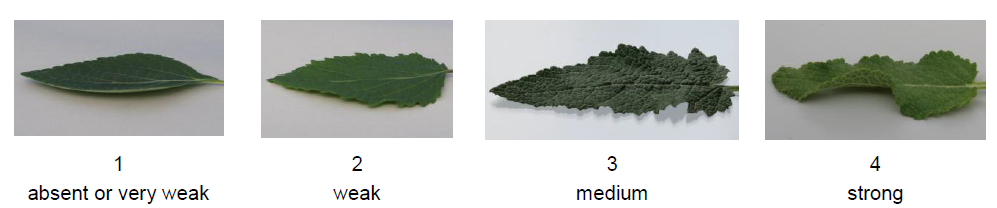 1
absent or very weak
2
weak
3
medium
4
strong